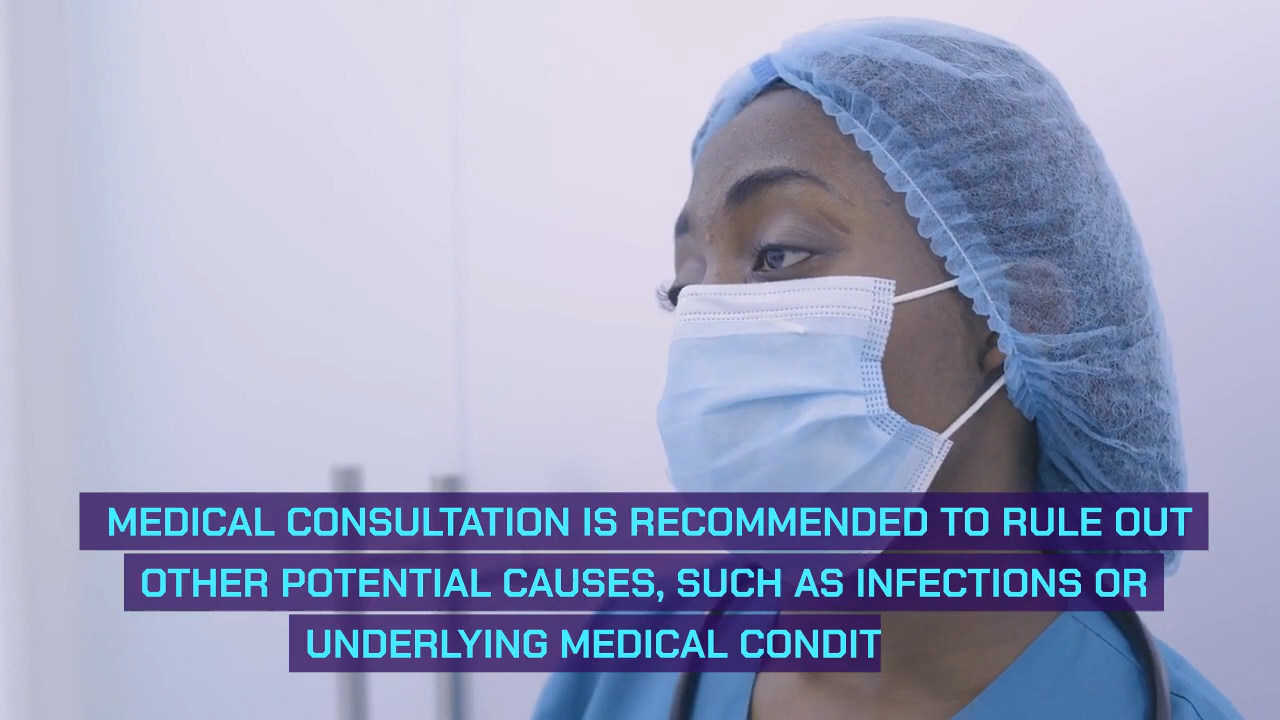 MEDICAL CONSULTATION IS RECOMMENDED TO RULE OUT
OTHER POTENTIAL CAUSES, SUCH AS INFECTIONS OR
UNDERLYING MEDICAL CONDIT